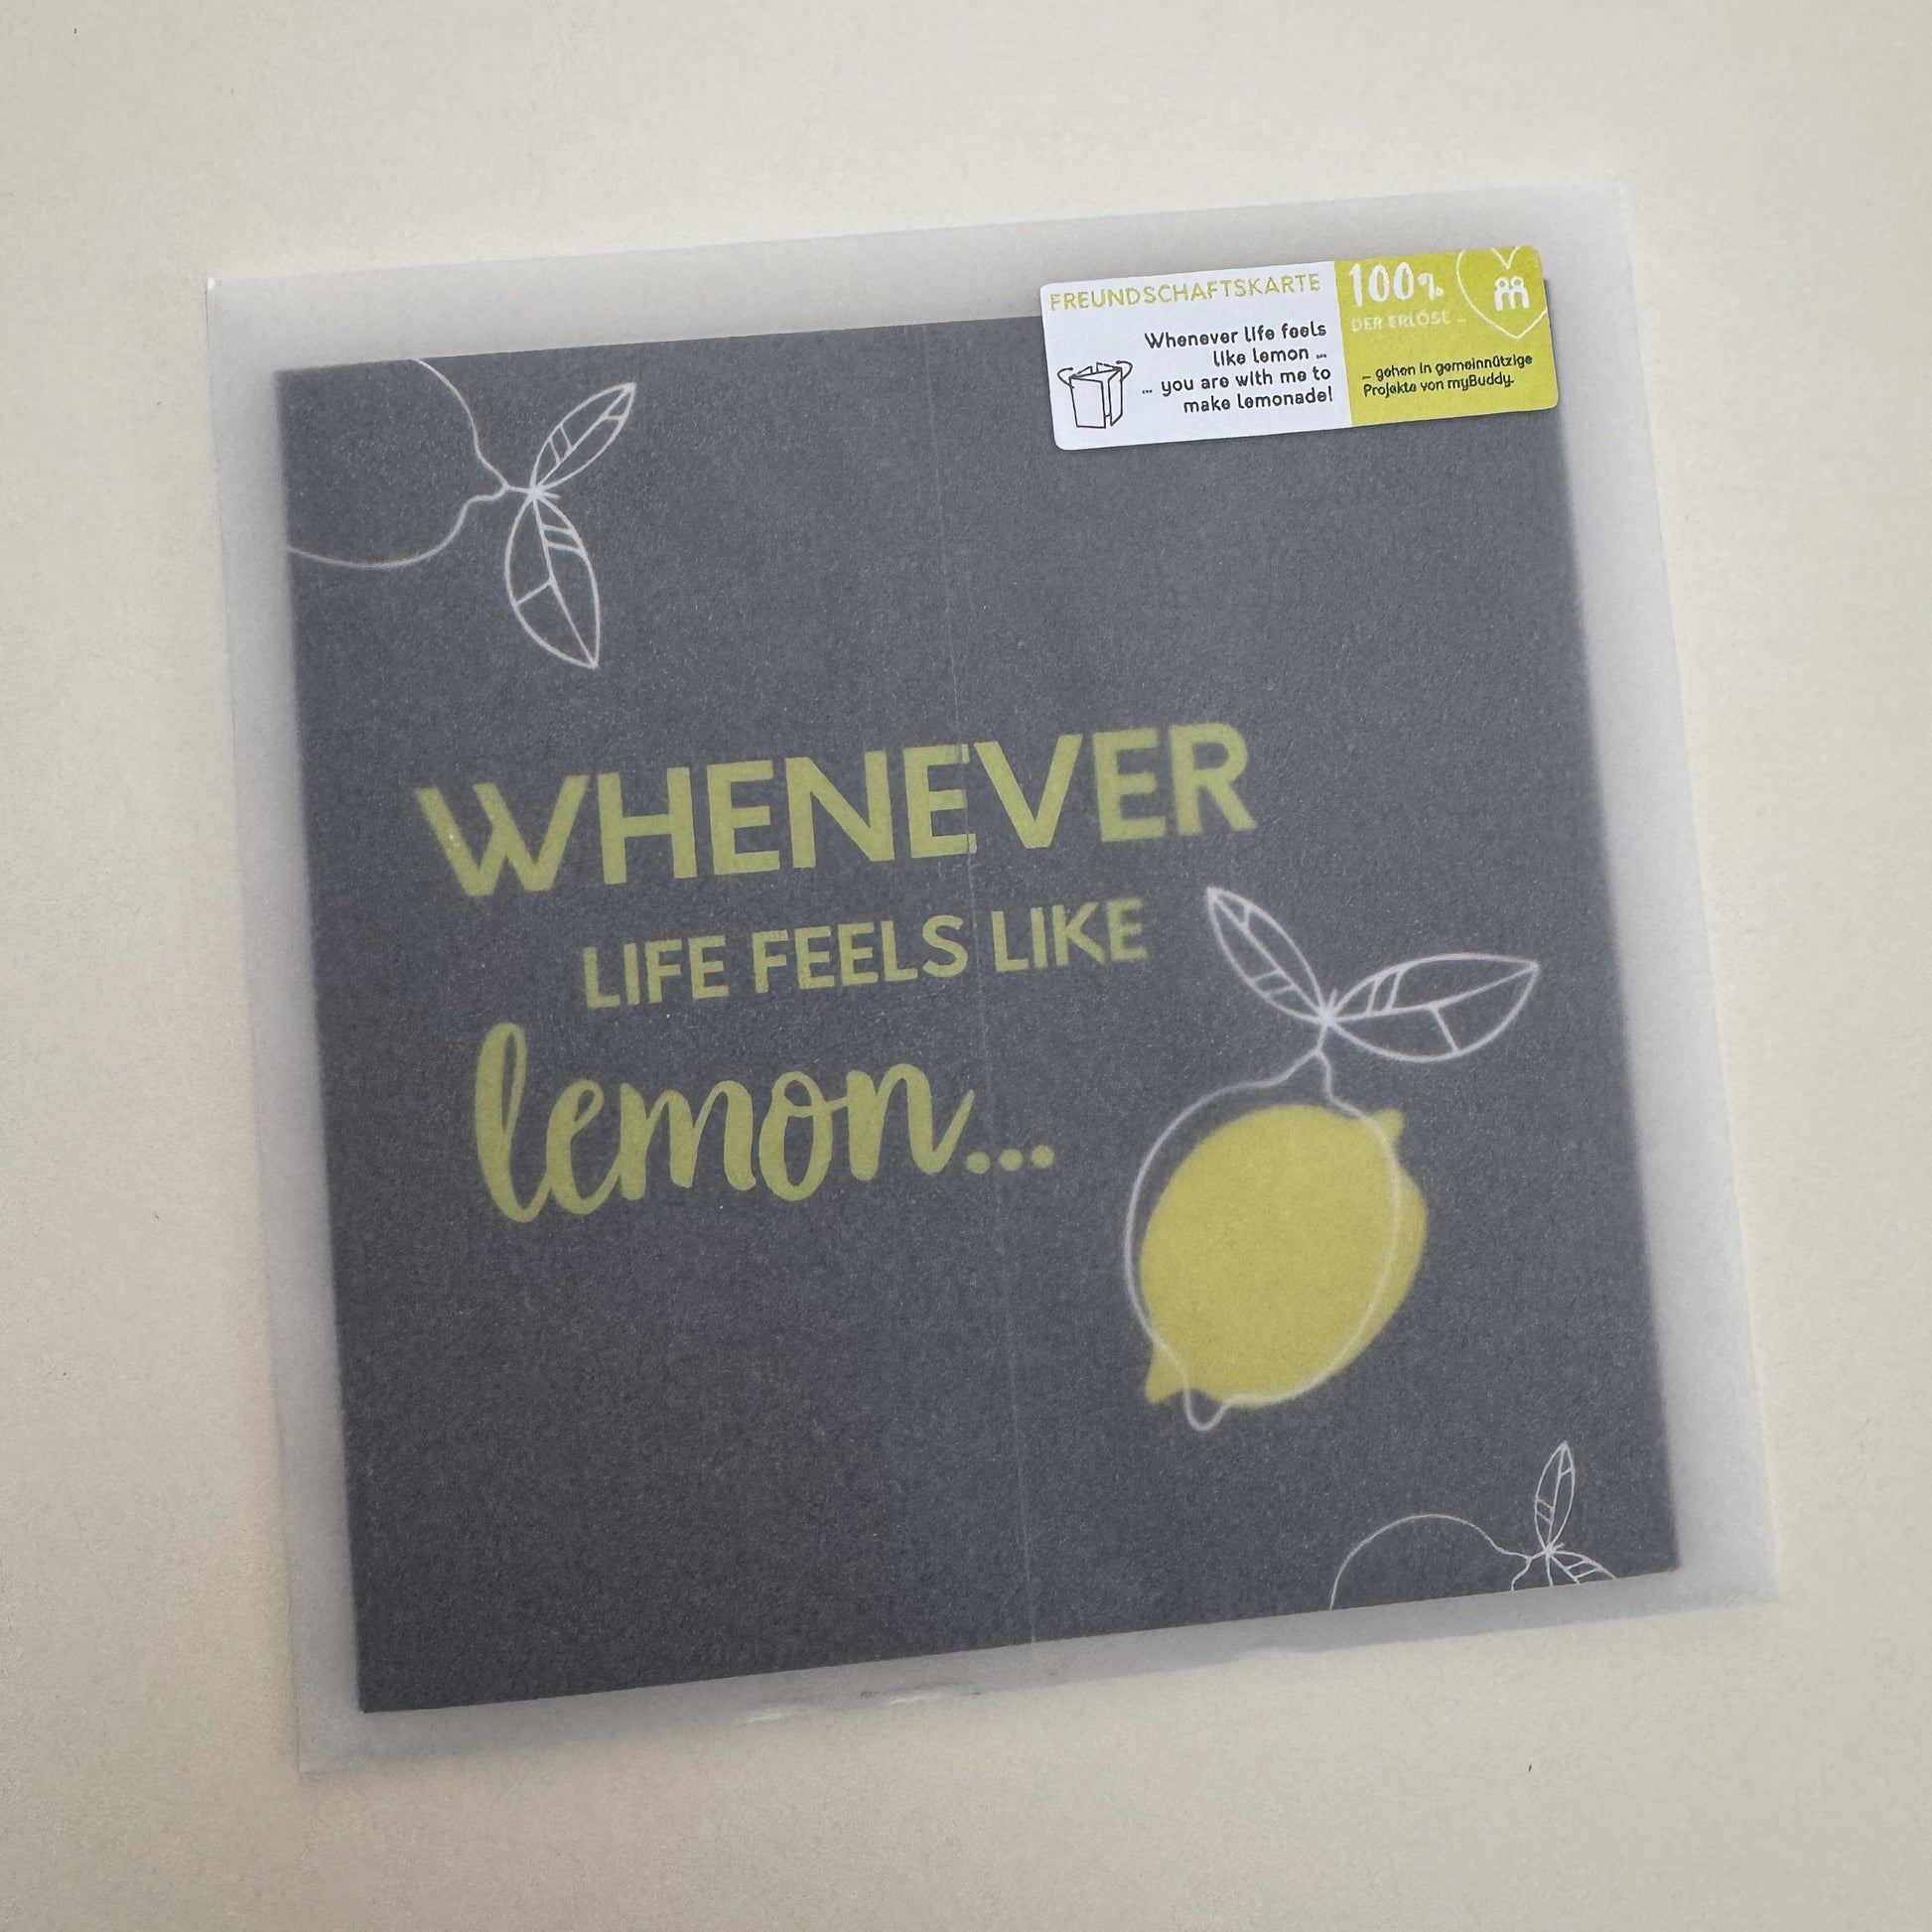 FREUNDSCHAFTSKARTE
Whenever life feels
like lemon ...
... you are with me to
make lemonade!
100%
DER ERLÖSE ...
... gehen in gemeinnützige
Projekte von myBuddy.
WHENEVER
LIFE FEELS LIKE
lemon...